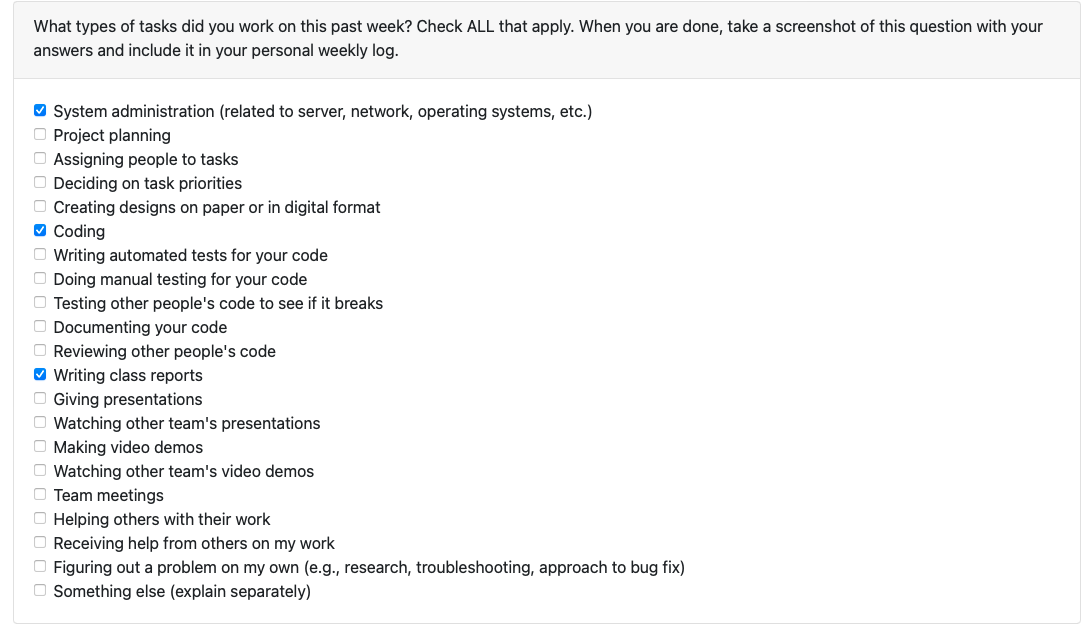 What types of tasks did you work on this past week? Check ALL that apply. When you are done, take a screenshot of this question with your
answers and include it in your personal weekly log.
System administration (related to server, network, operating systems, etc.)
Project planning
Assigning people to tasks
Deciding on task priorities
Creating designs on paper or in digital format
Coding
Writing automated tests for your code
Doing manual testing for your code
Testing other people's code to see if it breaks
Documenting your code
Reviewing other people's code
Writing class reports
Giving presentations
Watching other team's presentations
Making video demos
Watching other team's video demos
Team meetings
Helping others with their work
Receiving help from others on my work
Figuring out a problem on my own (e.g., research, troubleshooting, approach to bug fix)
Something else (explain separately)